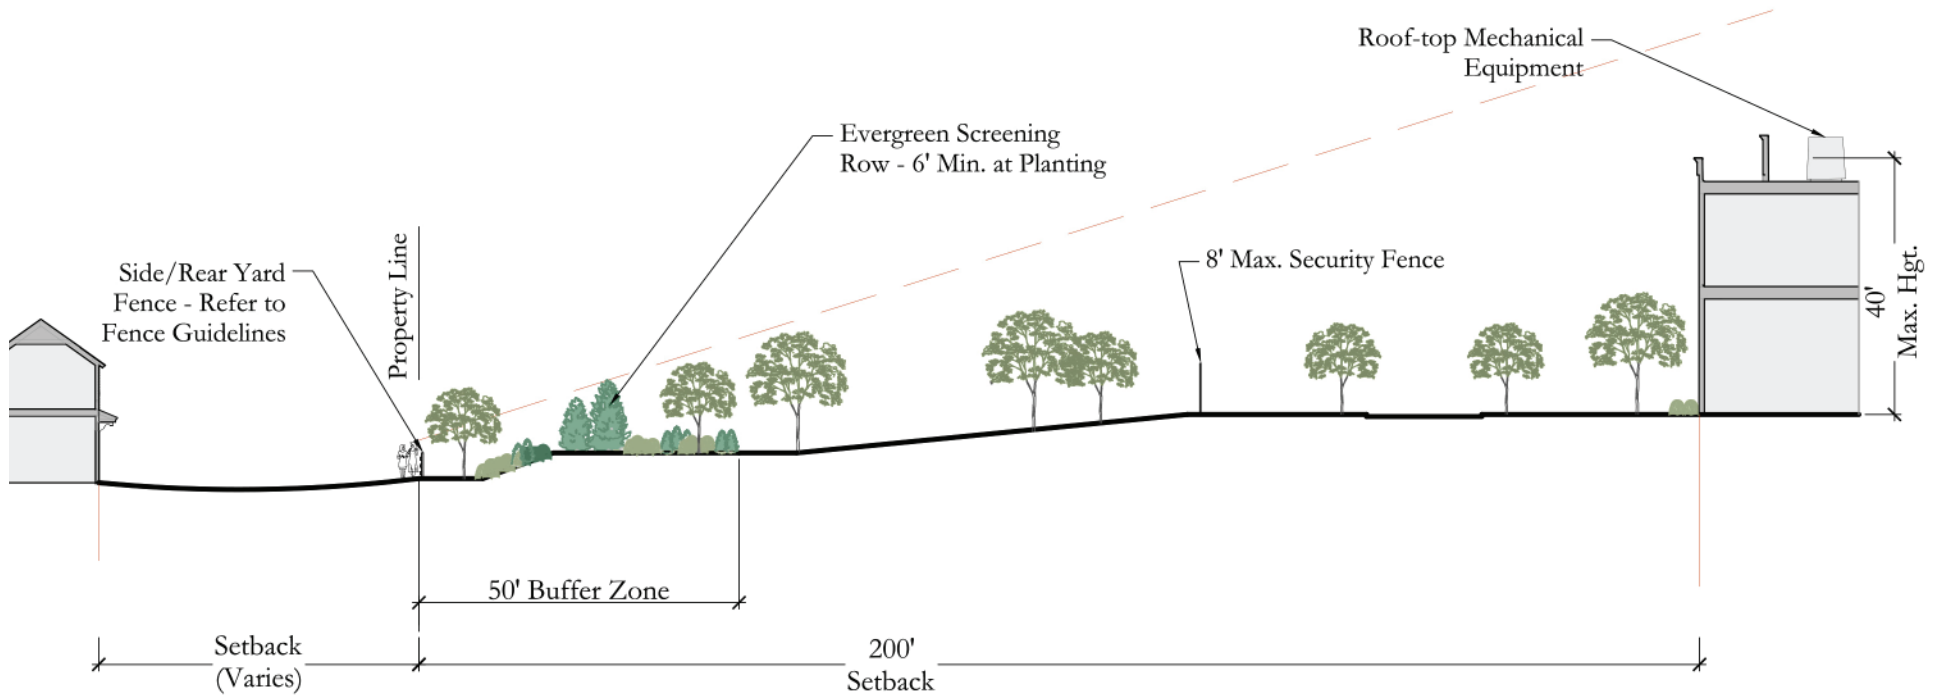 Roof-top Mechanical
Equipment
Evergreen Screening
Row - 6' Min. at Planting
Property Line
Side/Rear Yard
Fence - Refer to
Fence Guidelines
8' Max. Security Fence
40'
Max. Hgt.
50' Buffer Zone
Setback
(Varies)
200'
Setback